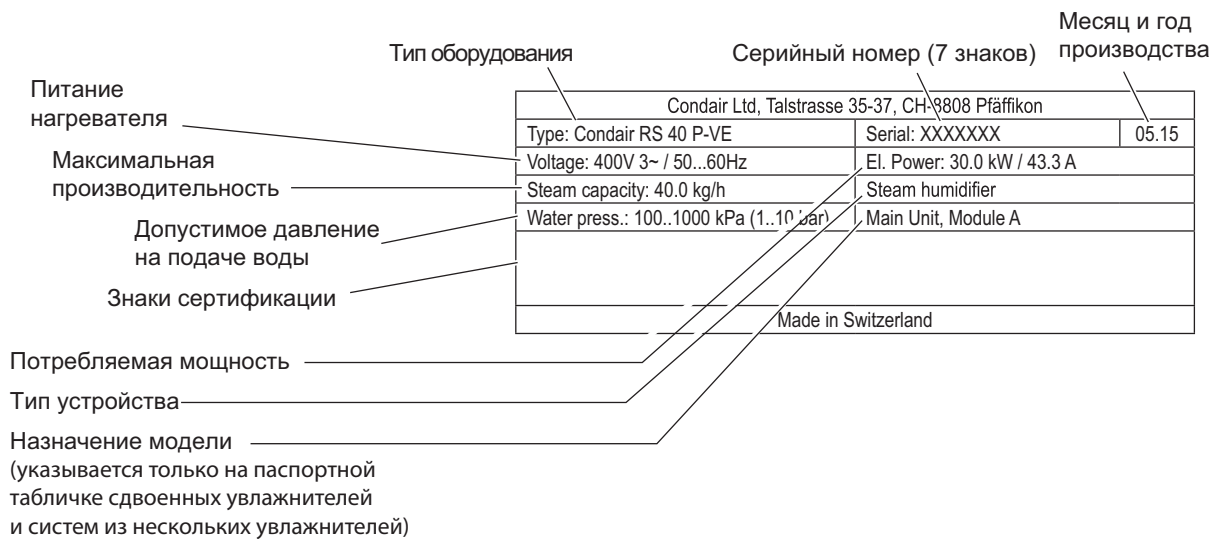 Месяц и год
производства
Тип оборудования
Серийный номер (7 знаков)
Питание
нагревателя
Максимальная
производительность
Допустимое давление
на подаче воды
Знаки сертификации
Condair Ltd, Talstrasse 35-37, CH-8808 Pfäffikon
Type: Condair RS 40 P-VE
Serial: XXXXXXX
05.15
Voltage: 400V 3~ / 50...60Hz
El. Power: 30.0 kW / 43.3 A
Steam capacity: 40.0 kg/h
Steam humidifier
Water press.: 100..1000 kPa (1..10 bar)
Main Unit, Module A
Made in Switzerland
Потребляемая мощность
Тип устройства
Назначение модели
(указывается только на паспортной
табличке сдвоенных увлажнителей
и систем из нескольких увлажнителей)